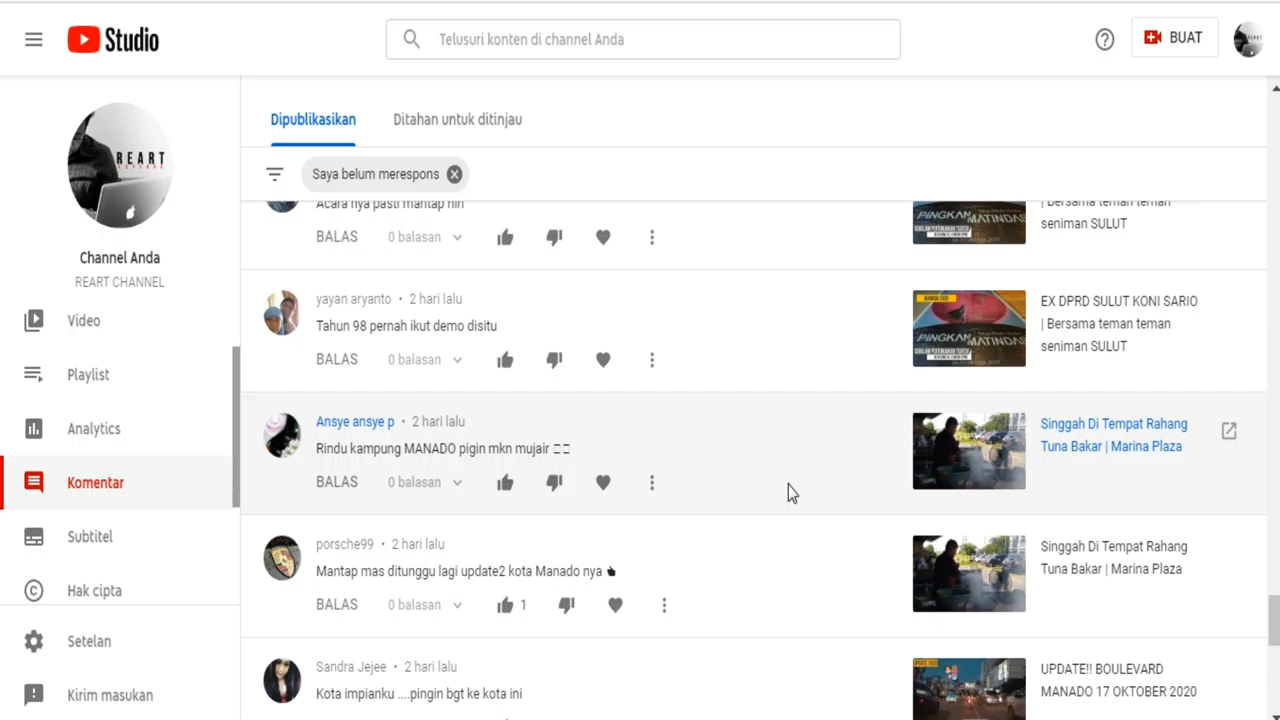 Studio
Telusuri konten di channel Anda
BUAT
REART
Channel Anda
REART CHANNEL
Video
Playlist
Analytics
Komentar
Subtitel
Hak cipta
Setelan
Kirim masukan
Dipublikasikan
Ditahan untuk ditinjau
Saya belum merespons
Acara nya pasti mantap nih
BALAS 0 balasan
PINGKAN MATINDAS
| Bersama teman teman
seniman SULUT
yayan aryanto • 2 hari lalu
Tahun 98 pernah ikut demo disitu
BALAS 0 balasan
PINGKAN MATINDAS
EX DPRD SULUT KONI SARIO
| Bersama teman teman
seniman SULUT
Ansye ansye p • 2 hari lalu
Rindu kampung MANADO pigin mkn mujair
BALAS 0 balasan
Singgah Di Tempat Rahang
Tuna Bakar | Marina Plaza
porsche99 • 2 hari lalu
Mantap mas ditunggu lagi update2 kota Manado nya
BALAS 0 balasan 1
Singgah Di Tempat Rahang
Tuna Bakar | Marina Plaza
Sandra Jejee • 2 hari lalu
Kota impianku ....pingin bgt ke kota ini
UPDATE!! BOULEVARD
MANADO 17 OKTOBER 2020